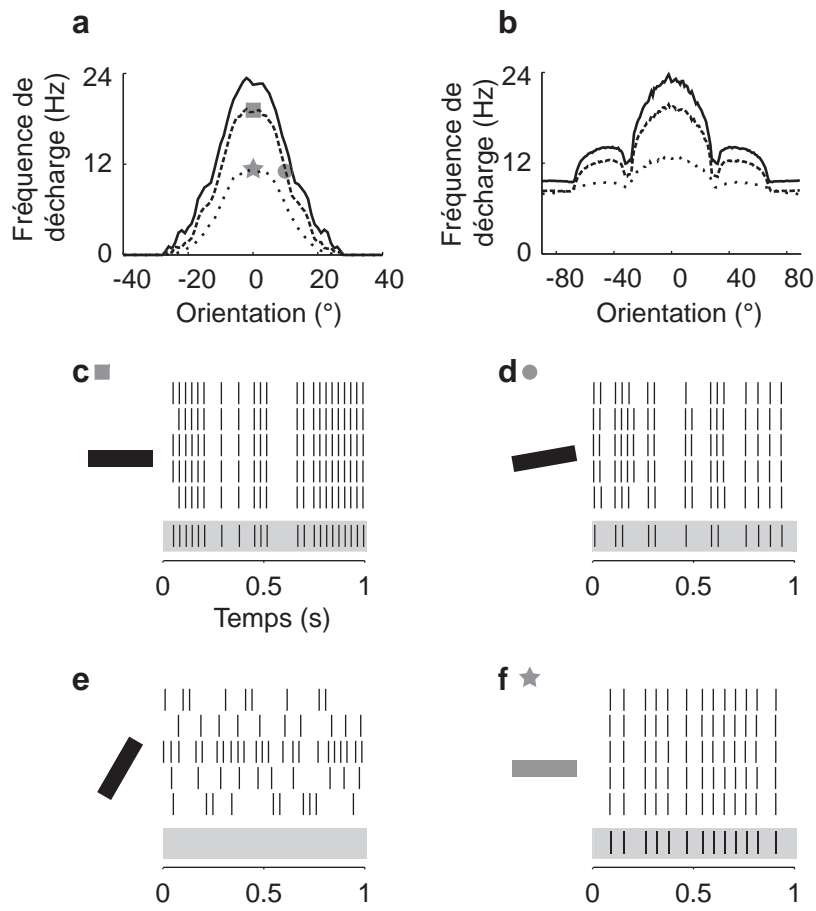 a
Fréquence de
décharge (Hz)
24
12
0
-40 -20 0 20 40
Orientation (°)
b
Fréquence de
décharge (Hz)
24
12
0
-80 -40 0 40 80
Orientation (°)
c
0 0.5 1
Temps (s)
d
0 0.5 1
e
0 0.5 1
f
0 0.5 1